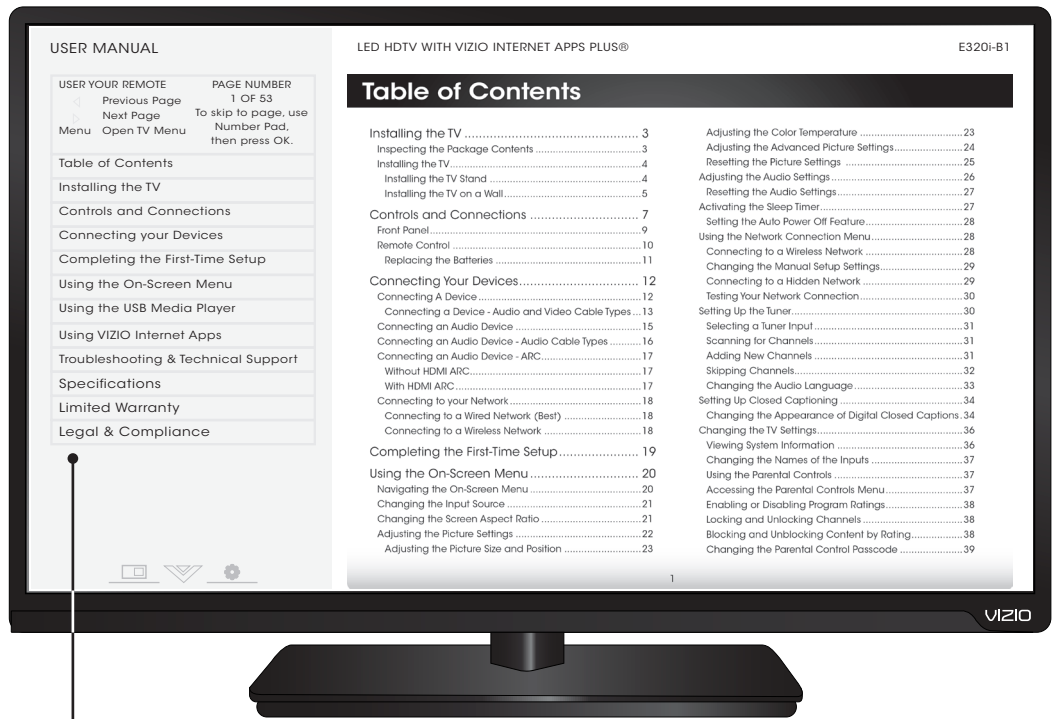 USER MANUAL
USER YOUR REMOTE
Previous Page
Next Page
Menu Open TV Menu
PAGE NUMBER
1 OF 53
To skip to page, use
Number Pad,
then press OK.
Table of Contents
Installing the TV
Controls and Connections
Connecting your Devices
Completing the First-Time Setup
Using the On-Screen Menu
Using the USB Media Player
Using VIZIO Internet Apps
Troubleshooting & Technical Support
Specifications
Limited Warranty
Legal & Compliance
LED HDTV WITH VIZIO INTERNET APPS PLUS®
E320i-B1
Table of Contents
Installing the TV ........ 3
Inspecting the Package Contents ........ 3
Installing the TV ........ 4
Installing the TV Stand ........ 4
Installing the TV on a Wall ........ 5
Controls and Connections ........ 7
Front Panel ........ 9
Remote Control ........ 10
Replacing the Batteries ........ 11
Connecting Your Devices ........ 12
Connecting A Device ........ 12
Connecting a Device - Audio and Video Cable Types ... 13
Connecting an Audio Device ........ 15
Connecting an Audio Device - Audio Cable Types ........ 16
Connecting an Audio Device - ARC ........ 17
Without HDMI ARC ........ 17
With HDMI ARC ........ 17
Connecting to your Network ........ 18
Connecting to a Wired Network (Best) ........ 18
Connecting to a Wireless Network ........ 18
Completing the First-Time Setup ........ 19
Using the On-Screen Menu ........ 20
Navigating the On-Screen Menu ........ 20
Changing the Input Source ........ 21
Changing the Screen Aspect Ratio ........ 21
Adjusting the Picture Settings ........ 22
Adjusting the Picture Size and Position ........ 23
Adjusting the Color Temperature ........ 23
Adjusting the Advanced Picture Settings ........ 24
Resetting the Picture Settings ........ 25
Adjusting the Audio Settings ........ 26
Resetting the Audio Settings ........ 27
Activating the Sleep Timer ........ 27
Setting the Auto Power Off Feature ........ 28
Using the Network Connection Menu ........ 28
Connecting to a Wireless Network ........ 28
Changing the Manual Setup Settings ........ 29
Connecting to a Hidden Network ........ 29
Testing Your Network Connection ........ 30
Setting Up the Tuner ........ 30
Selecting a Tuner Input ........ 31
Scanning for Channels ........ 31
Adding New Channels ........ 31
Skipping Channels ........ 32
Changing the Audio Language ........ 33
Setting Up Closed Captioning ........ 34
Changing the Appearance of Digital Closed Captions . 34
Changing the TV Settings ........ 36
Viewing System Information ........ 36
Changing the Names of the Inputs ........ 37
Using the Parental Controls ........ 37
Accessing the Parental Controls Menu ........ 37
Enabling or Disabling Program Ratings ........ 38
Locking and Unlocking Channels ........ 38
Blocking and Unblocking Content by Rating ........ 38
Changing the Parental Control Passcode ........ 39
1
VIZIO